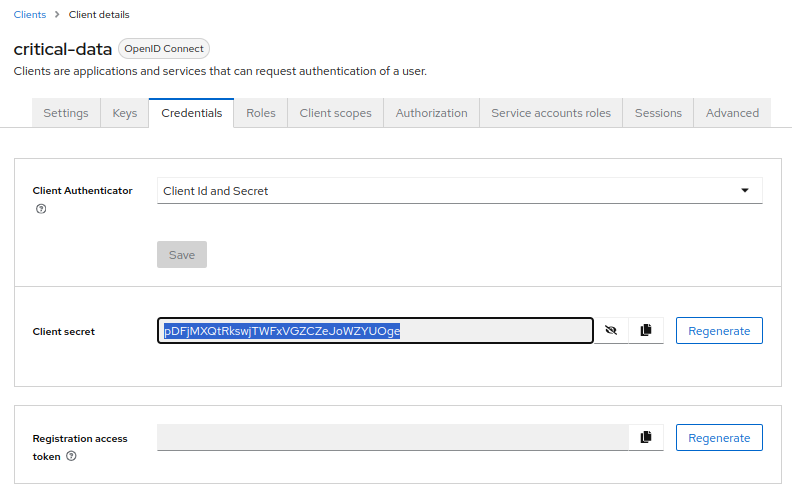 Clients > Client details
critical-data OpenID Connect
Clients are applications and services that can request authentication of a user.
Settings Keys Credentials Roles Client scopes Authorization Service accounts roles Sessions Advanced
Client Authenticator Client Id and Secret
Save
Client secret pDFjMXQtRkswjTWFxVGZCZeJoWZYUOge Regenerate
Registration access Regenerate
token